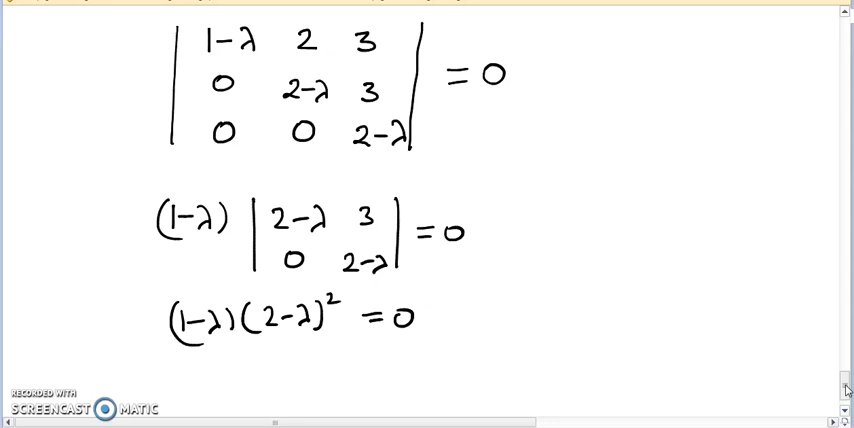 | 1-λ 2 3 |
| 0 2-λ 3 | = 0
| 0 0 2-λ |
(1-λ) | 2-λ 3 | = 0
| 0 2-λ |
(1-λ)(2-λ)² = 0
RECORDED WITH
SCREENCAST MATIC